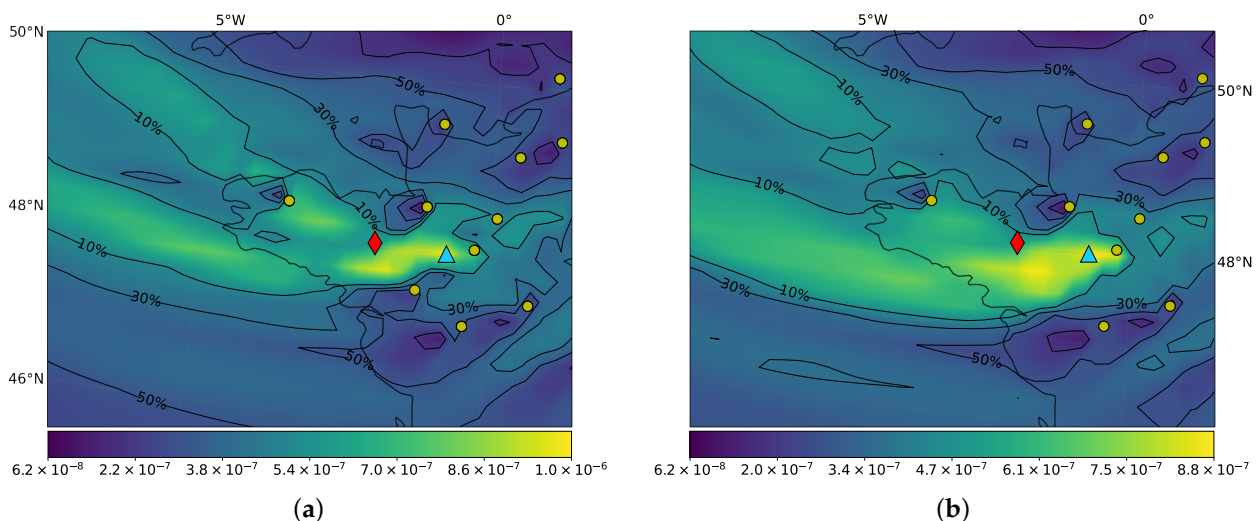 5°W 0° 5°W 0°
50°N
50% 50%
30% 30%
10% 10%
50°N
48°N
10% 10%
30%
10%
48°N
10%
30% 30%
10%
30% 30%
50% 50%
46°N
50%
6.2 × 10⁻⁸ 2.2 × 10⁻⁷ 3.8 × 10⁻⁷ 5.4 × 10⁻⁷ 7.0 × 10⁻⁷ 8.6 × 10⁻⁷ 1.0 × 10⁻⁶
6.2 × 10⁻⁸ 2.0 × 10⁻⁷ 3.4 × 10⁻⁷ 4.7 × 10⁻⁷ 6.1 × 10⁻⁷ 7.5 × 10⁻⁷ 8.8 × 10⁻⁷
(a) (b)